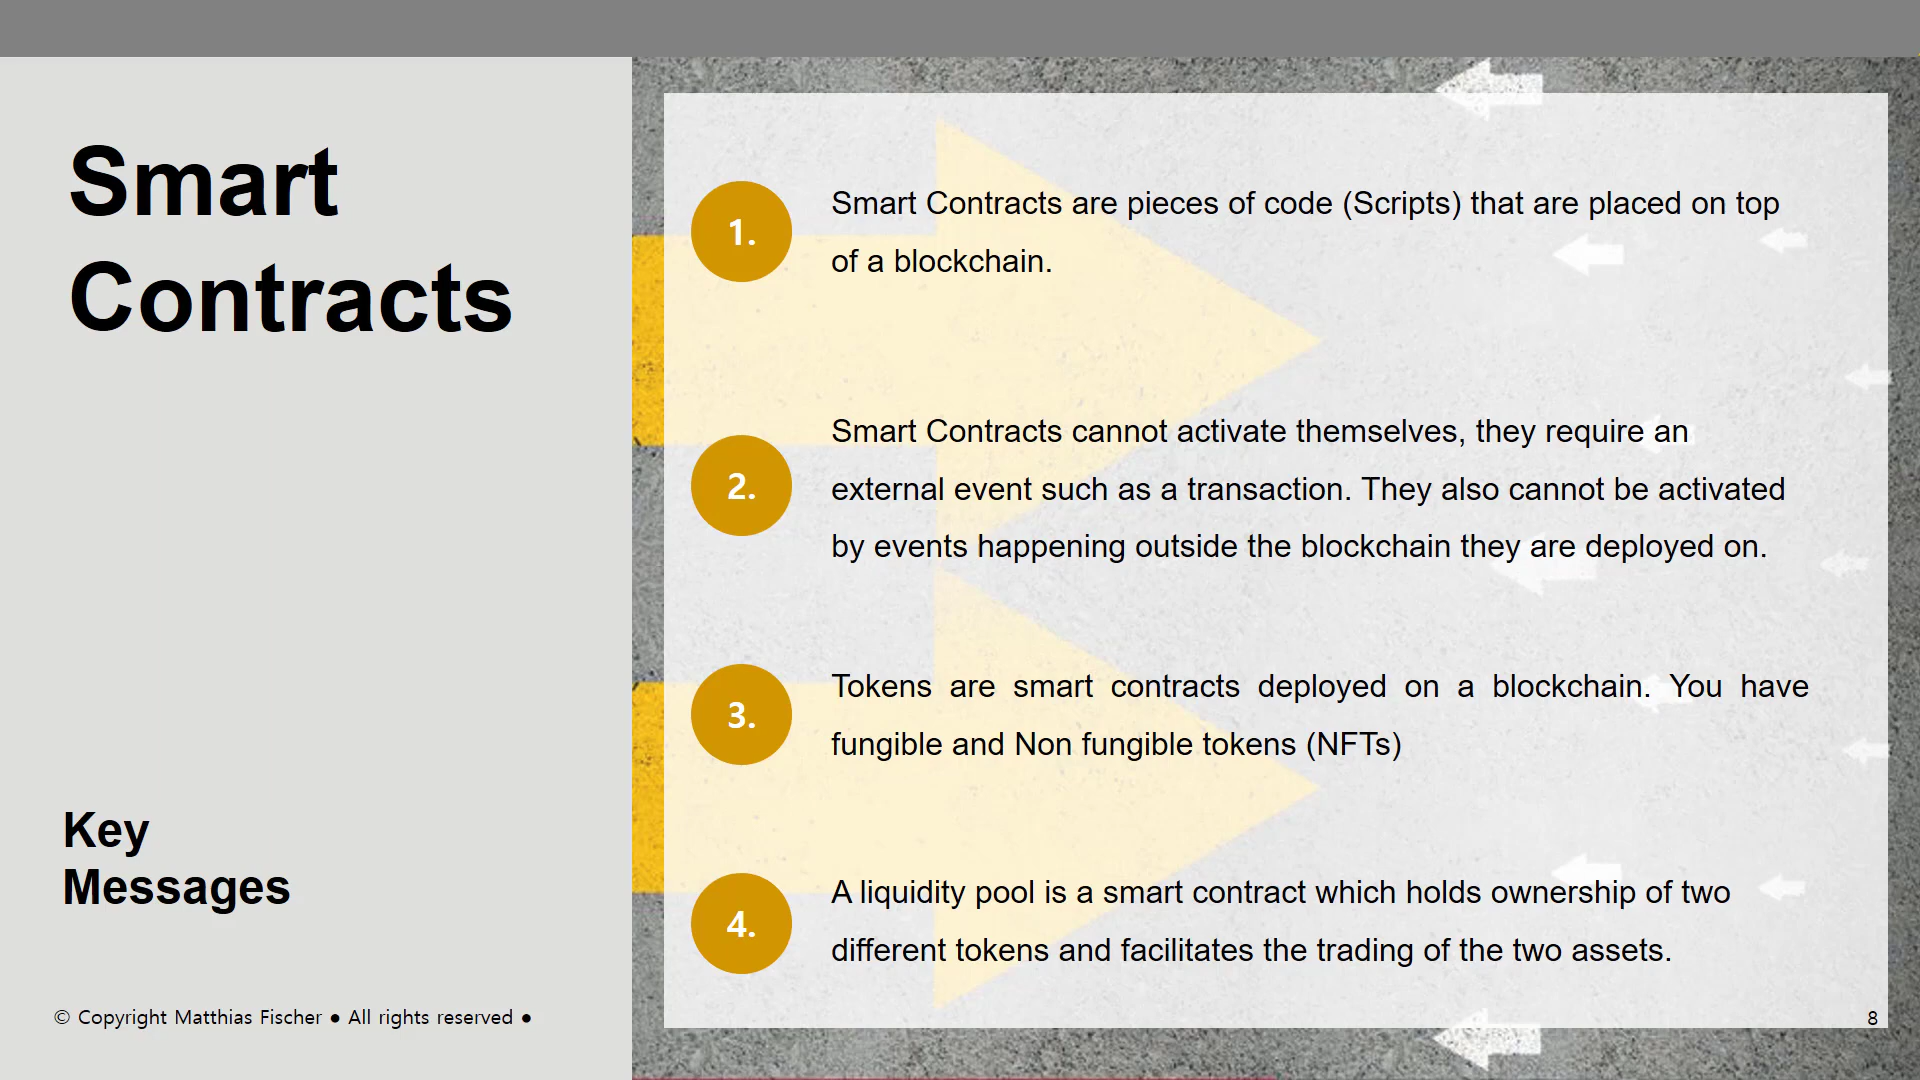 Smart
Contracts
Key
Messages
© Copyright Matthias Fischer ● All rights reserved ●
1.
Smart Contracts are pieces of code (Scripts) that are placed on top
of a blockchain.
2.
Smart Contracts cannot activate themselves, they require an
external event such as a transaction. They also cannot be activated
by events happening outside the blockchain they are deployed on.
3.
Tokens are smart contracts deployed on a blockchain. You have
fungible and Non fungible tokens (NFTs)
4.
A liquidity pool is a smart contract which holds ownership of two
different tokens and facilitates the trading of the two assets.
8